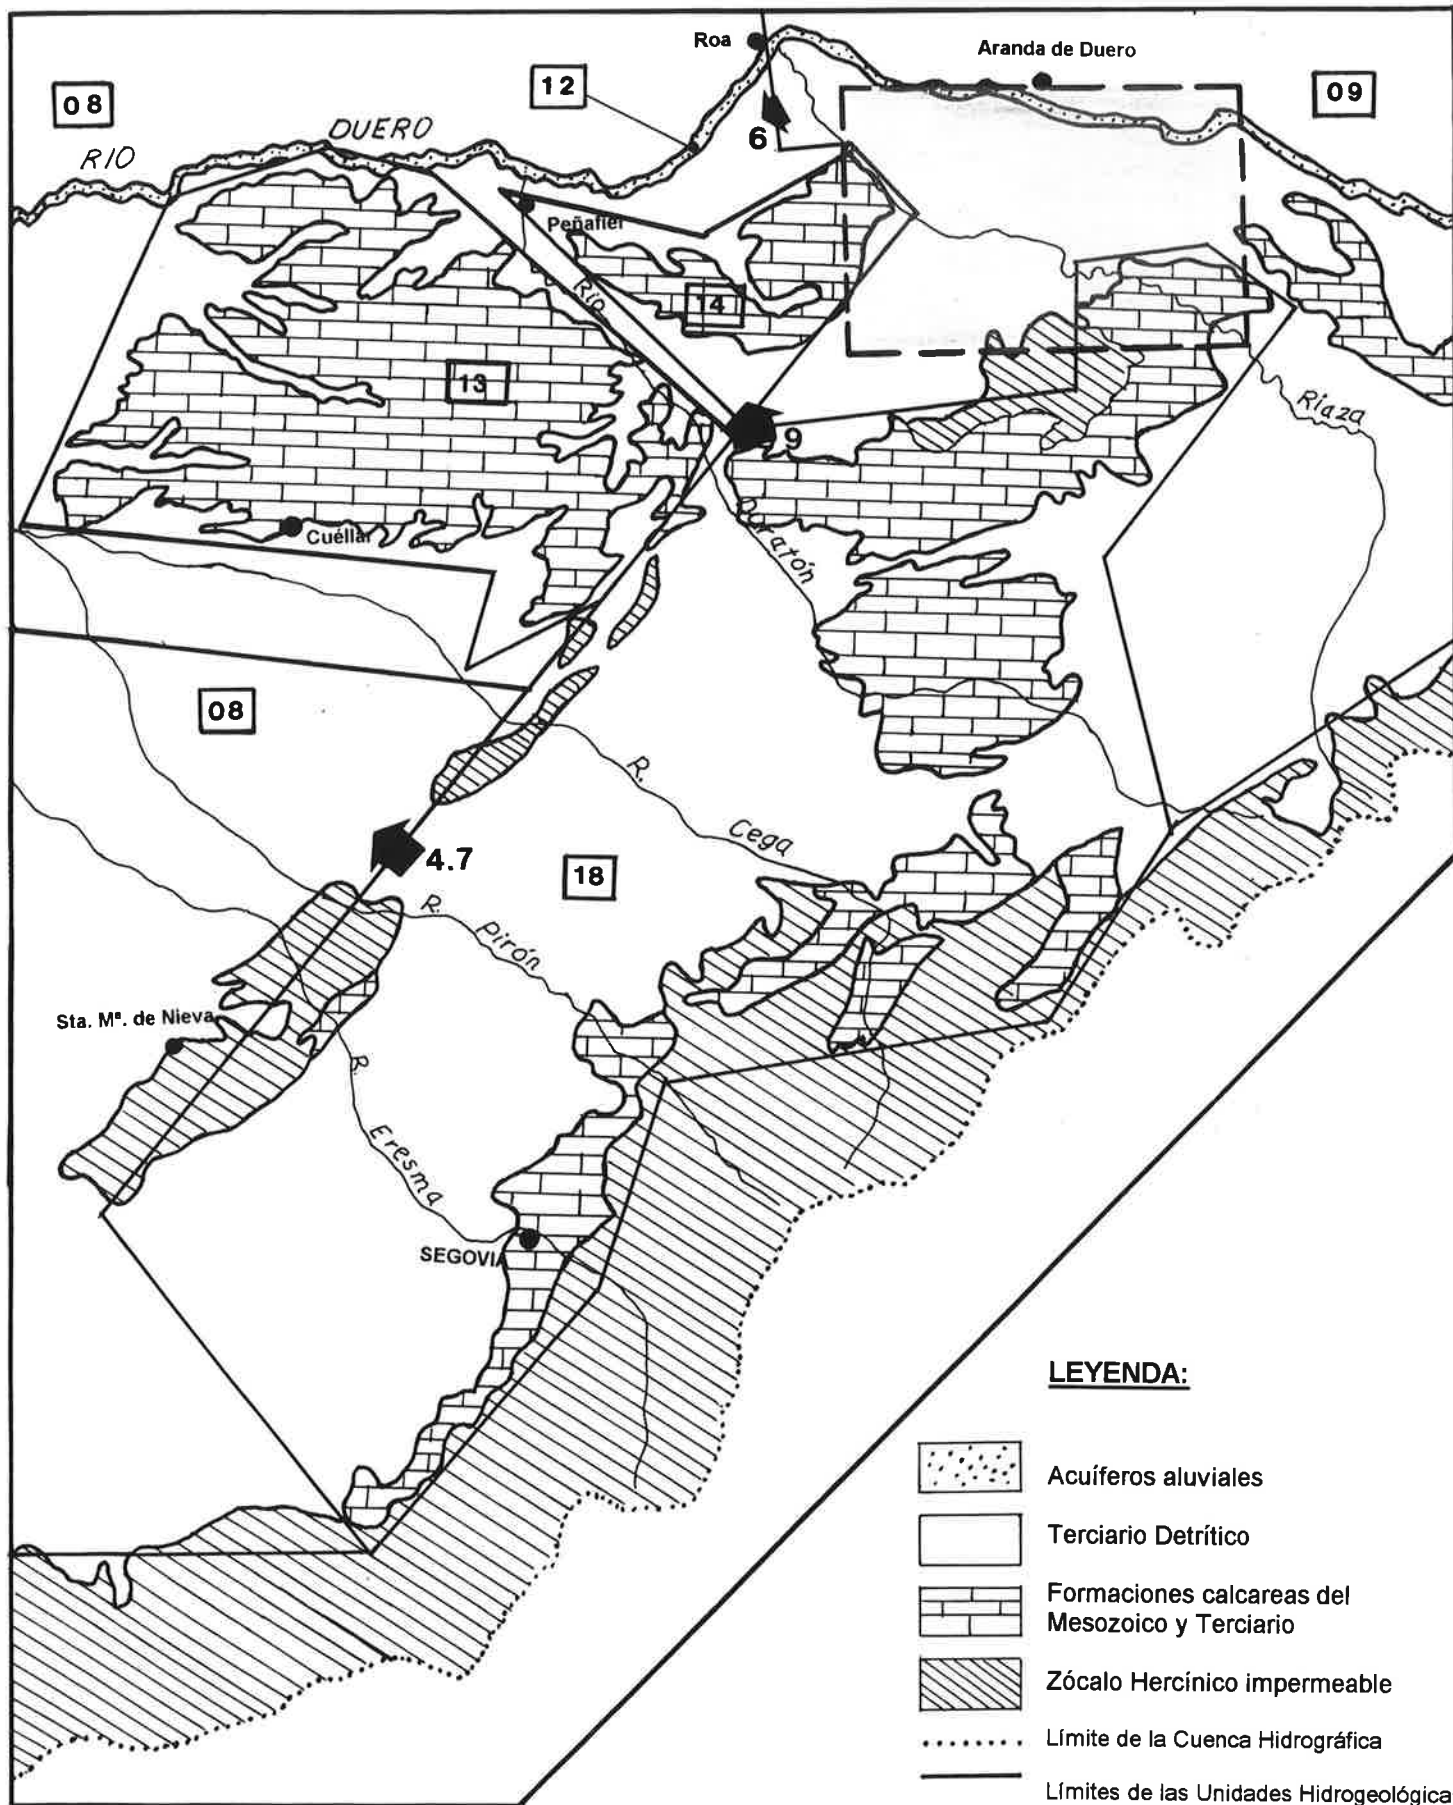 Roa
Aranda de Duero
08
12
09
RIO
DUERO
6
Peñafiel
Río
14
13
9
Riaza
Cuéllar
08
R.
Cega
4.7
18
R.
Pirón
Sta. Mª. de Nieva
R.
Eresma
SEGOVIA
LEYENDA:
Acuíferos aluviales
Terciario Detrítico
Formaciones calcareas del
Mesozoico y Terciario
Zócalo Hercínico impermeable
Límite de la Cuenca Hidrográfica
Límites de las Unidades Hidrogeológica